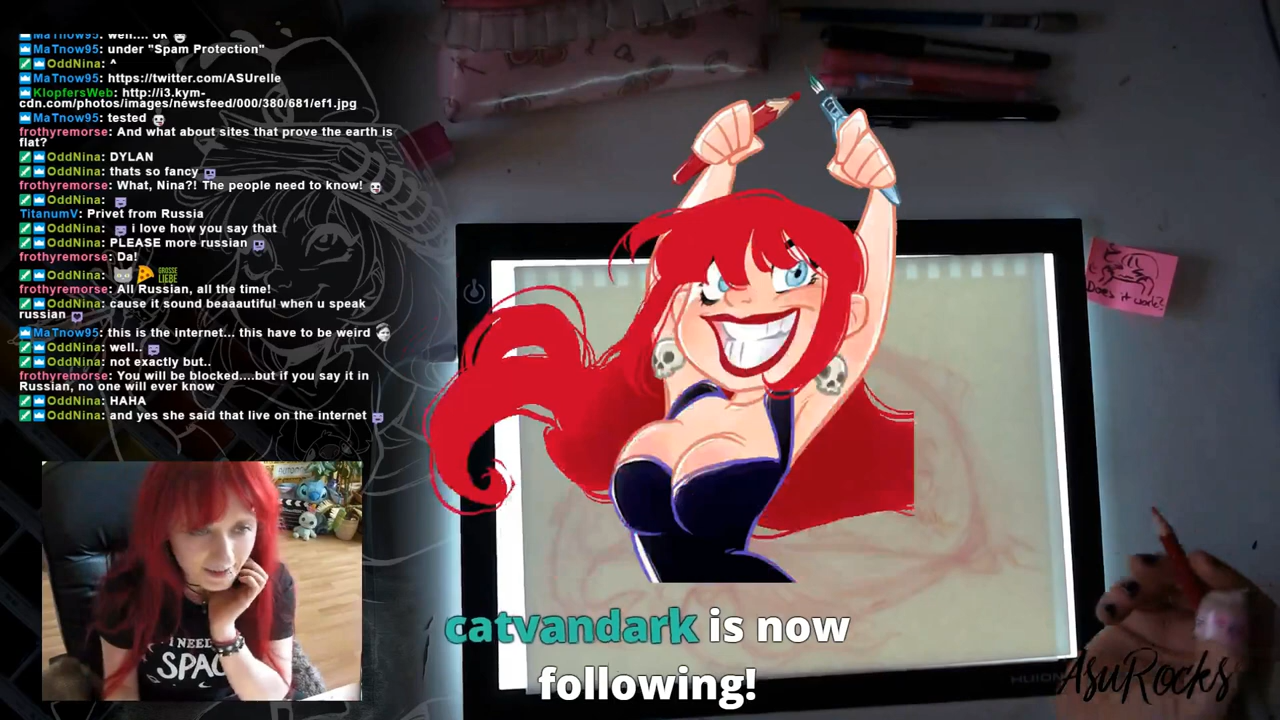 MaTnow95: well.... ok
MaTnow95: under "Spam Protection"
OddNina: ^
MaTnow95: https://twitter.com/ASUrelle
KlopfersWeb: http://i3.kym-
cdn.com/photos/images/newsfeed/000/380/681/ef1.jpg
MaTnow95: tested
frothyremorse: And what about sites that prove the earth is
flat?
OddNina: DYLAN
OddNina: thats so fancy
frothyremorse: What, Nina?! The people need to know!
OddNina:
TitanumV: Privet from Russia
OddNina: i love how you say that
OddNina: PLEASE more russian
frothyremorse: Da!
OddNina: GROSSE
LIEBE
frothyremorse: All Russian, all the time!
OddNina: cause it sound beaaautiful when u speak
russian
MaTnow95: this is the internet... this have to be weird
OddNina: well..
OddNina: not exactly but..
frothyremorse: You will be blocked....but if you say it in
Russian, no one will ever know
OddNina: HAHA
OddNina: and yes she said that live on the internet
Does it work?
I NEED
SPAC
catvandark is now
following!
HUION
AsuRocks